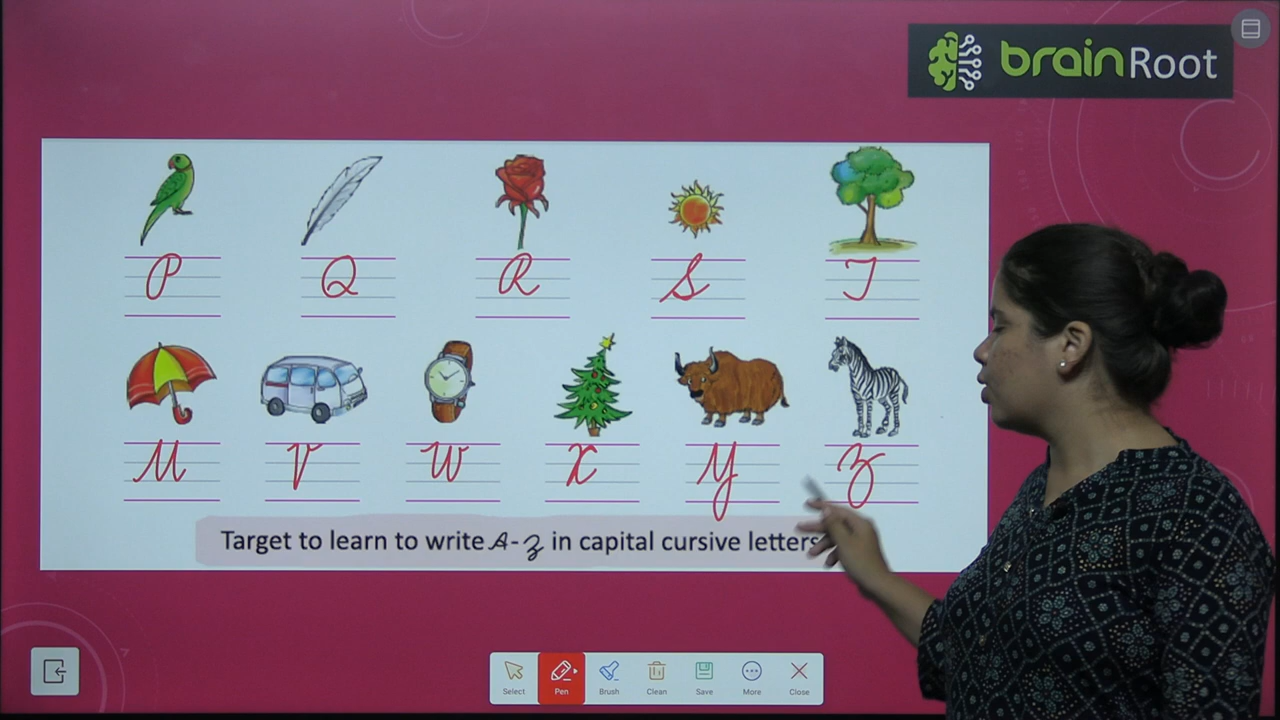 brainRoot
P Q R S T
U V W X Y Z
Target to learn to write A-Z in capital cursive letters
Select Pen Brush Clean Save More Close